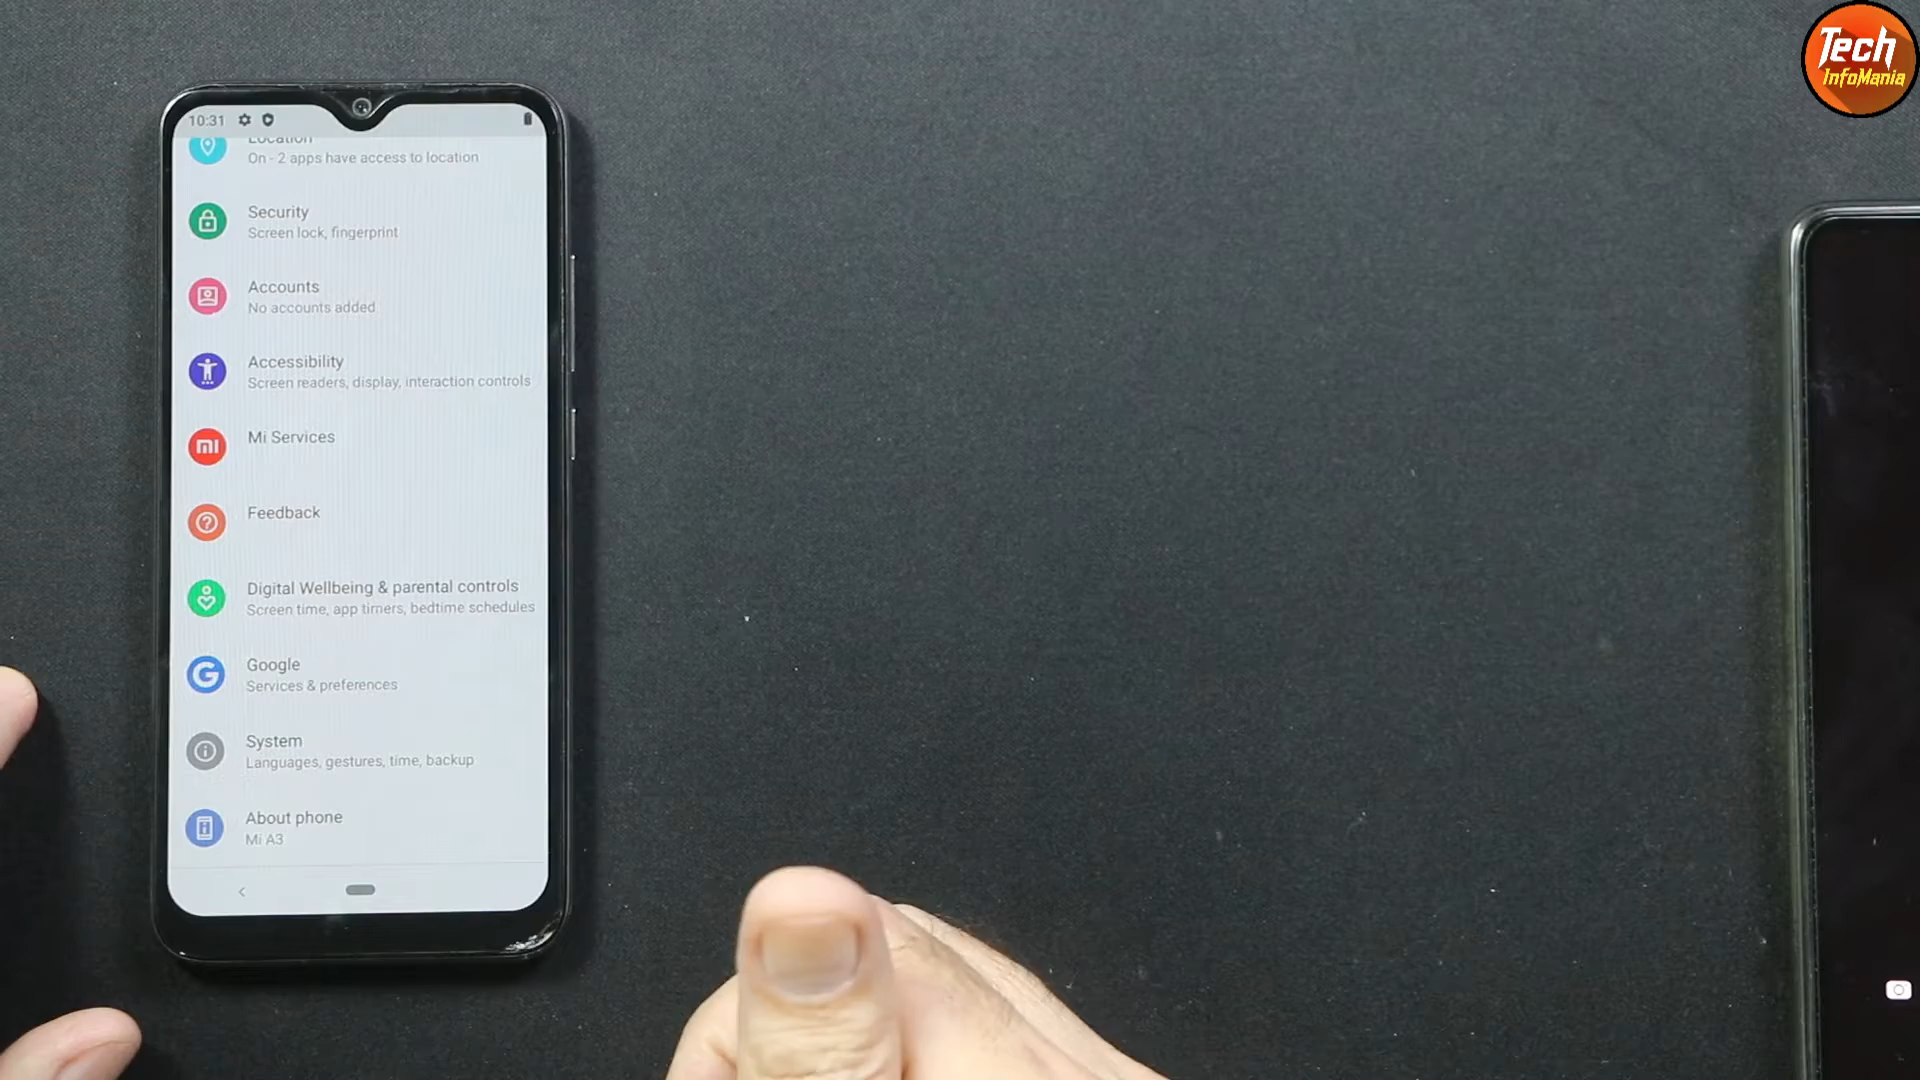 Tech
InfoMania
10:31
Location
On - 2 apps have access to location
Security
Screen lock, fingerprint
Accounts
No accounts added
Accessibility
Screen readers, display, interaction controls
Mi Services
Feedback
Digital Wellbeing & parental controls
Screen time, app timers, bedtime schedules
Google
Services & preferences
System
Languages, gestures, time, backup
About phone
Mi A3